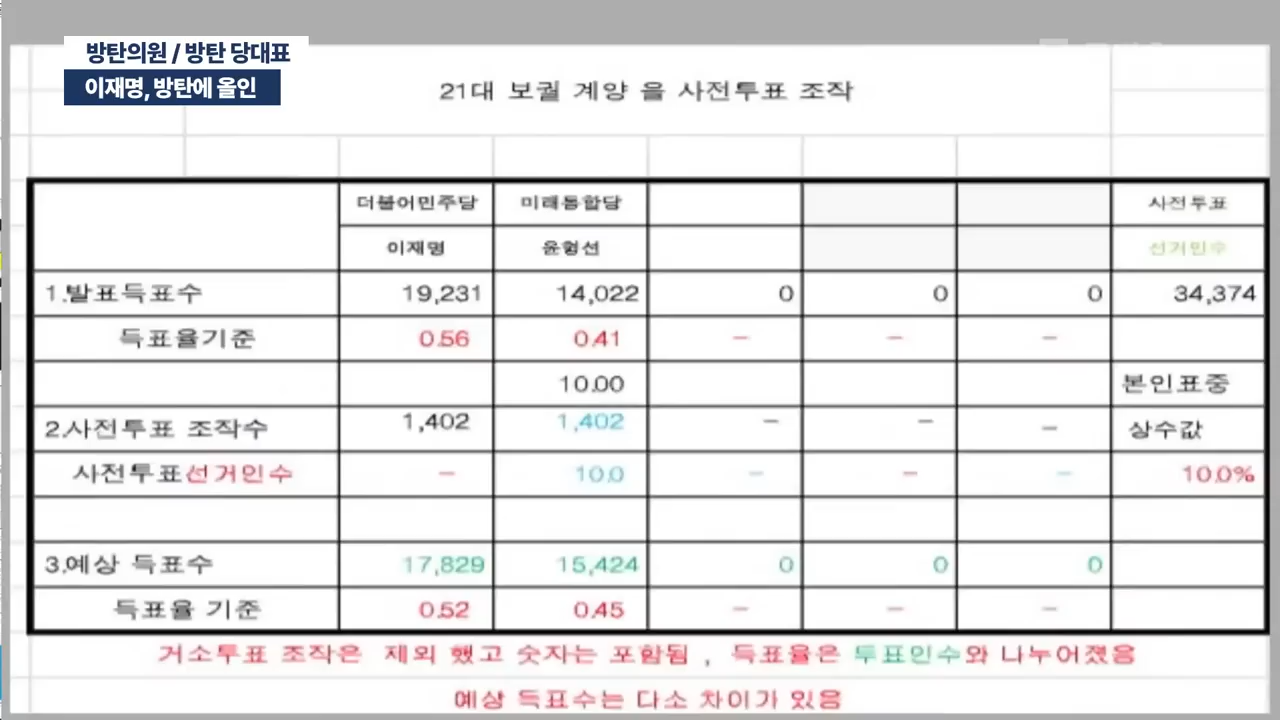 방탄의원 / 방탄 당대표
이재명, 방탄에 올인
21대 보궐 계양 을 사전투표 조작
더불어민주당 미래통합당 사전투표
이재명 윤형선 선거인수
1.발표득표수 19,231 14,022 0 0 0 34,374
득표율기준 0.56 0.41 – – –
10.00 본인표중
2.사전투표 조작수 1,402 1,402 – – – 상수값
사전투표선거인수 – 10.0 – – – 10.0%
3.예상 득표수 17,829 15,424 0 0 0
득표율 기준 0.52 0.45 – – –
거소투표 조작은 제외 했고 숫자는 포함됨 , 득표율은 투표인수와 나누어졌음
예상 득표수는 다소 차이가 있음